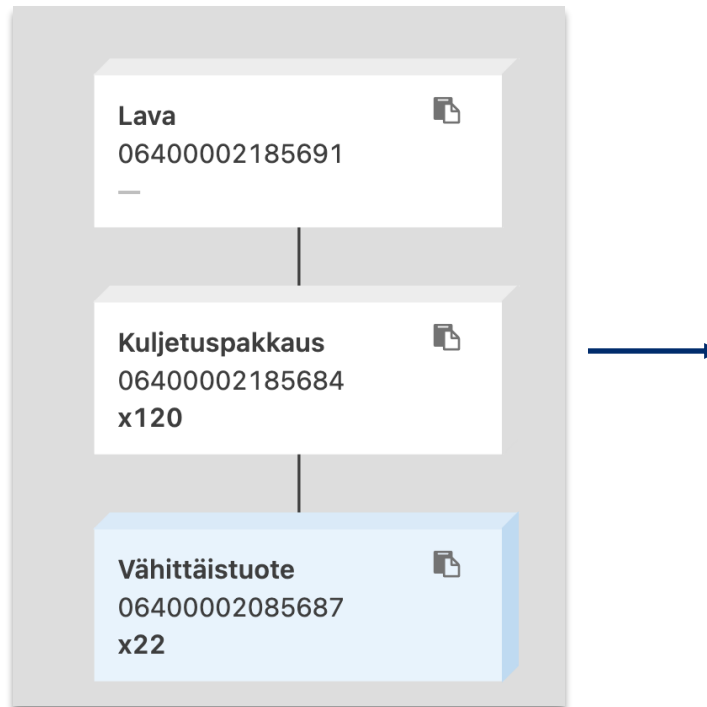 Lava
06400002185691
—
Kuljetuspakkaus
06400002185684
x120
Vähittäistuote
06400002085687
x22